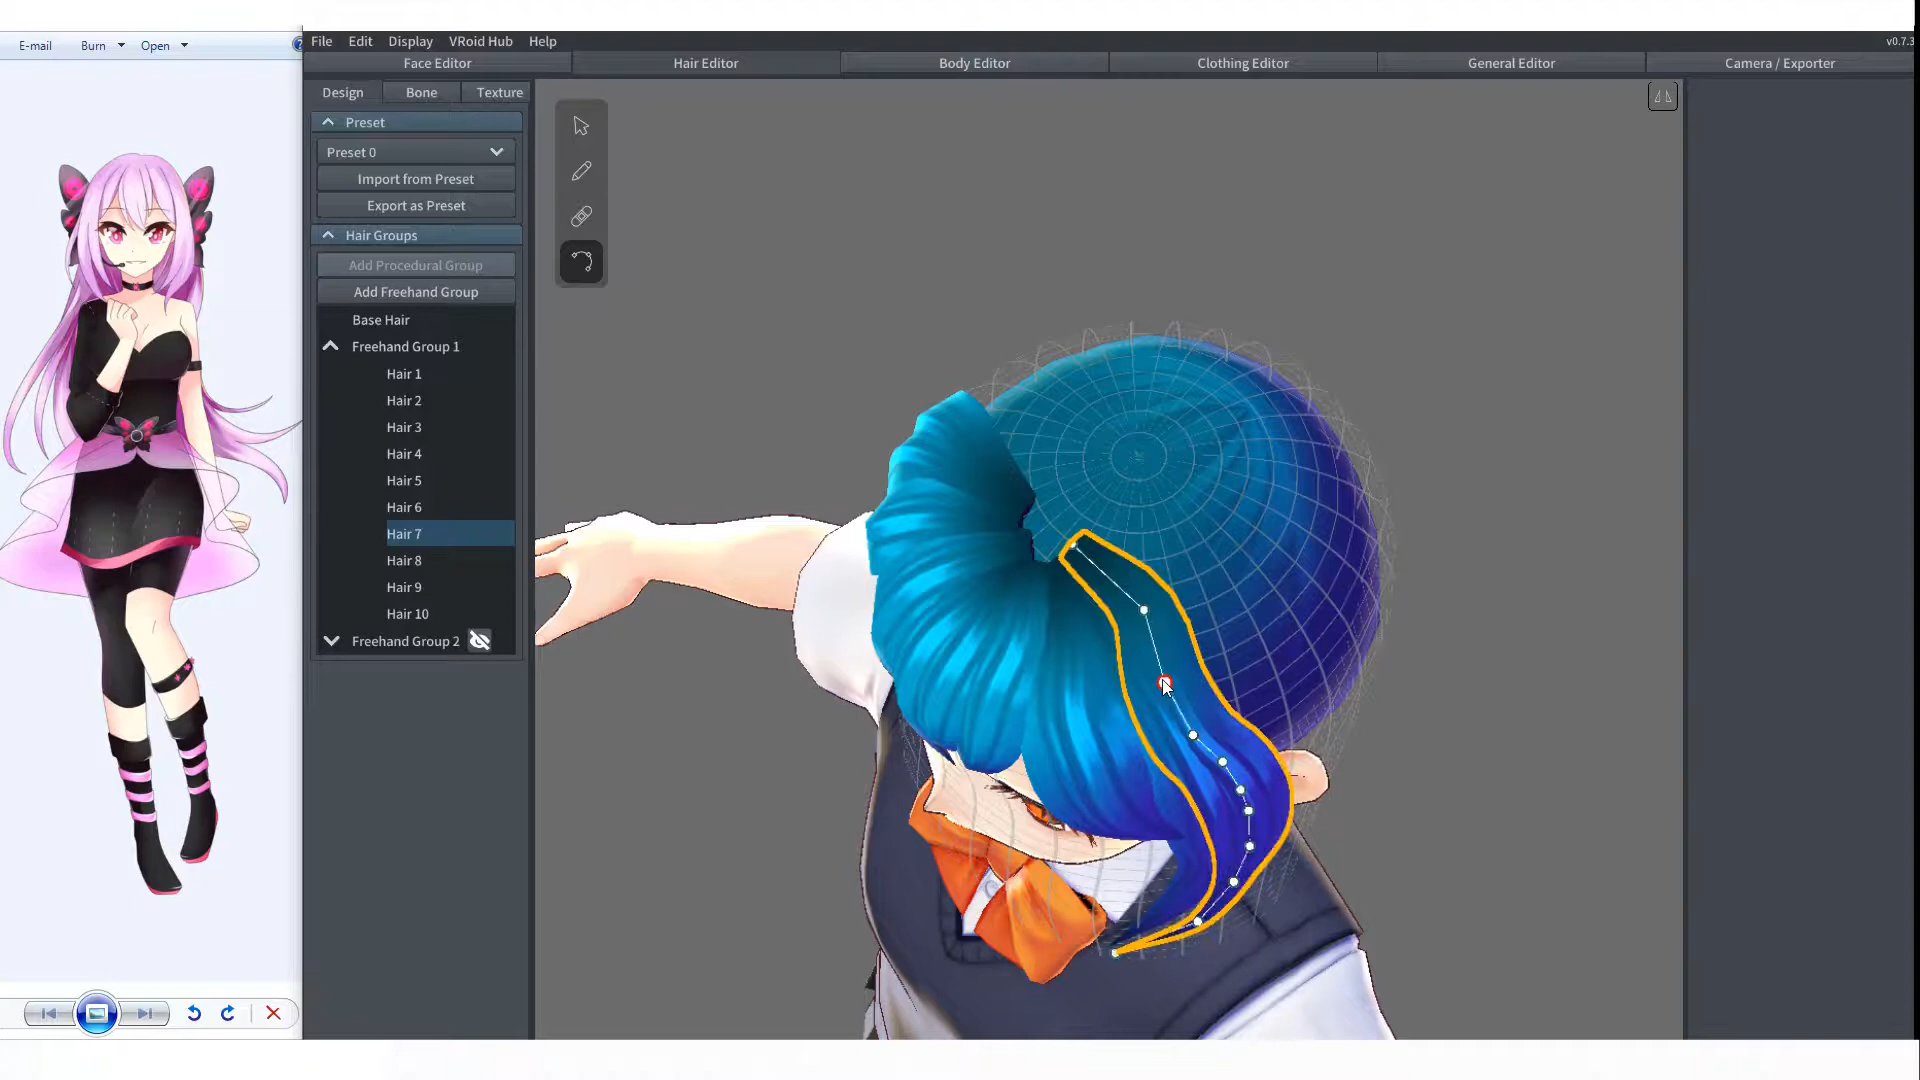 E-mail Burn Open
File Edit Display VRoid Hub Help
v0.7.3
Face Editor Hair Editor Body Editor Clothing Editor General Editor Camera / Exporter
Design Bone Texture
Preset
Preset 0
Import from Preset
Export as Preset
Hair Groups
Add Procedural Group
Add Freehand Group
Base Hair
Freehand Group 1
Hair 1
Hair 2
Hair 3
Hair 4
Hair 5
Hair 6
Hair 7
Hair 8
Hair 9
Hair 10
Freehand Group 2